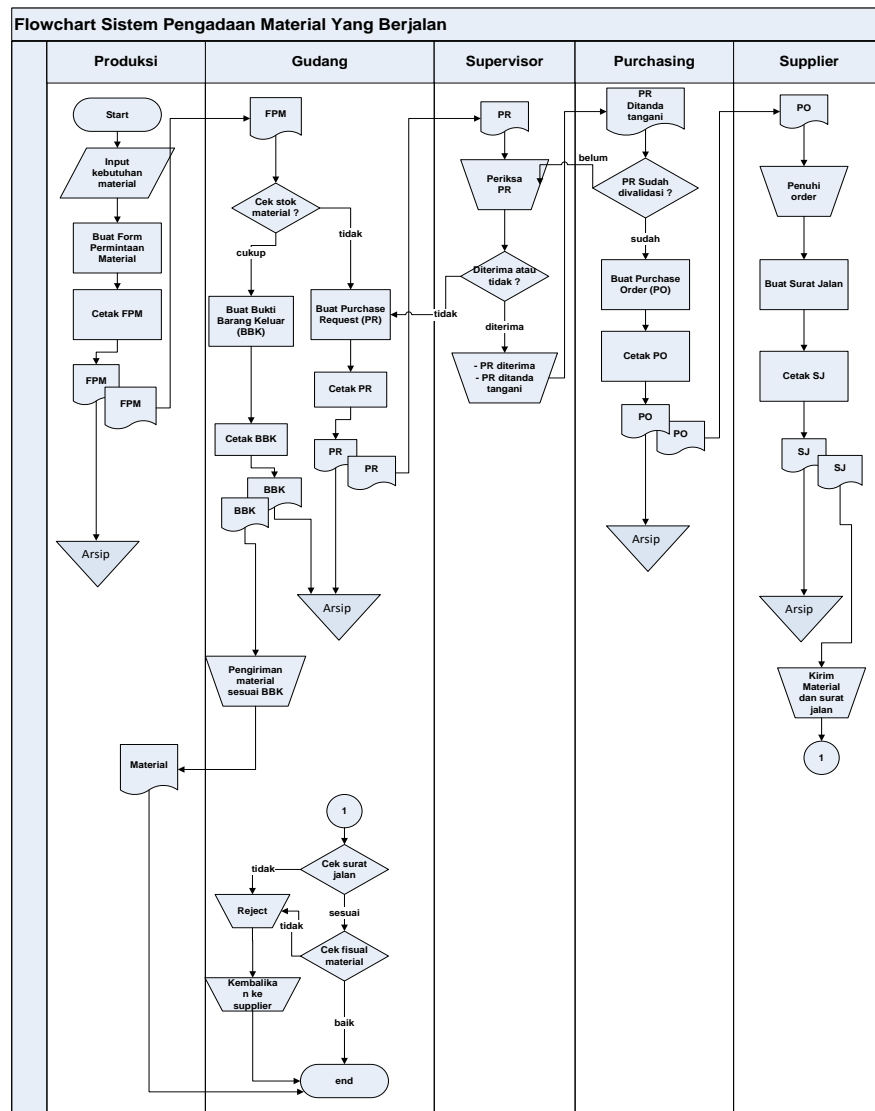 Flowchart Sistem Pengadaan Material Yang Berjalan
Produksi
Gudang
Supervisor
Purchasing
Supplier
Start
Input
kebutuhan
material
Buat Form
Permintaan
Material
Cetak FPM
FPM
FPM
Arsip
Material
FPM
Cek stok
material ?
cukup
tidak
Buat Bukti
Barang Keluar
(BBK)
Buat Purchase
Request (PR)
Cetak BBK
Cetak PR
BBK
BBK
PR
PR
Arsip
Pengiriman
material
sesuai BBK
1
Cek surat
jalan
tidak
sesuai
Reject
tidak
Cek fisual
material
Kembalika
n ke
supplier
baik
end
PR
Periksa
PR
Diterima atau
tidak ?
tidak
diterima
- PR diterima
- PR ditanda
tangani
PR
Ditanda
tangani
belum
PR Sudah
divalidasi ?
sudah
Buat Purchase
Order (PO)
Cetak PO
PO
PO
Arsip
PO
Penuhi
order
Buat Surat Jalan
Cetak SJ
SJ
SJ
Arsip
Kirim
Material
dan surat
jalan
1